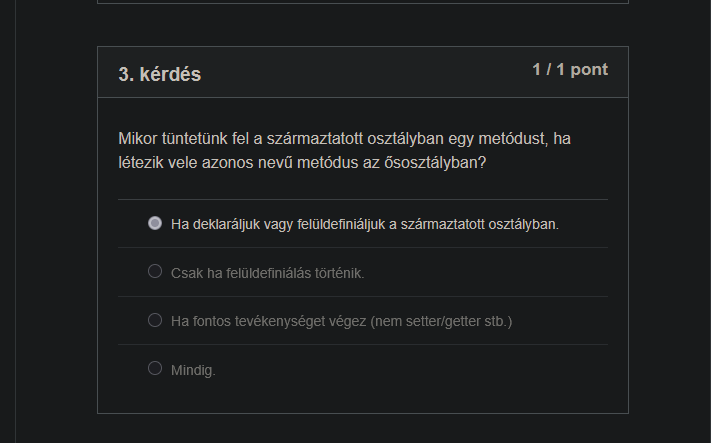 3. kérdés
1 / 1 pont
Mikor tüntetünk fel a származtatott osztályban egy metódust, ha
létezik vele azonos nevű metódus az ősosztályban?
Ha deklaráljuk vagy felüldefiniáljuk a származtatott osztályban.
Csak ha felüldefiniálás történik.
Ha fontos tevékenységet végez (nem setter/getter stb.)
Mindig.